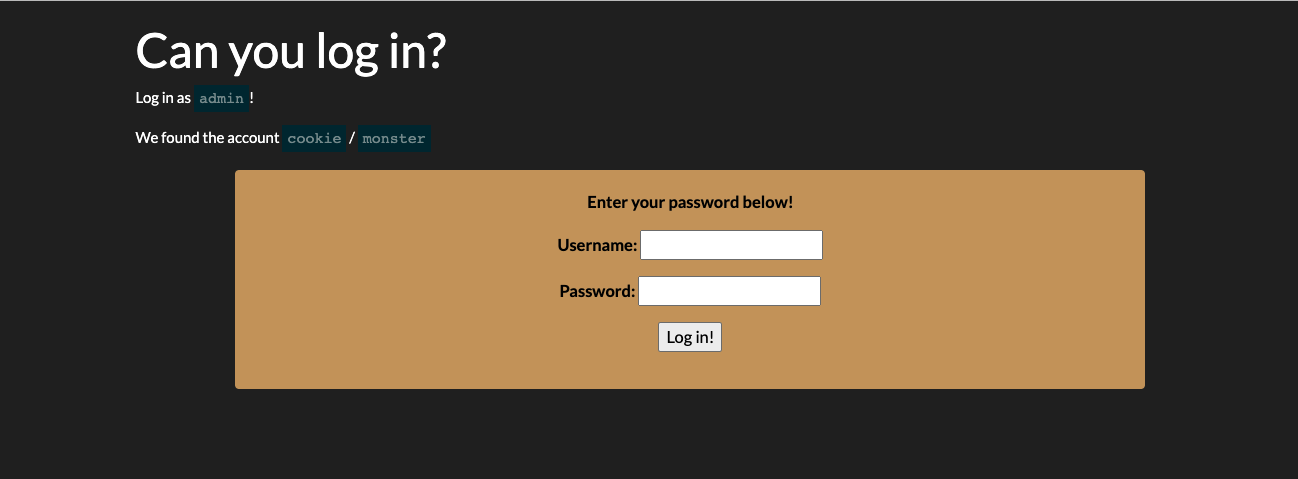 Can you log in?
Log in as admin!
We found the account cookie / monster
Enter your password below!
Username:
Password:
Log in!